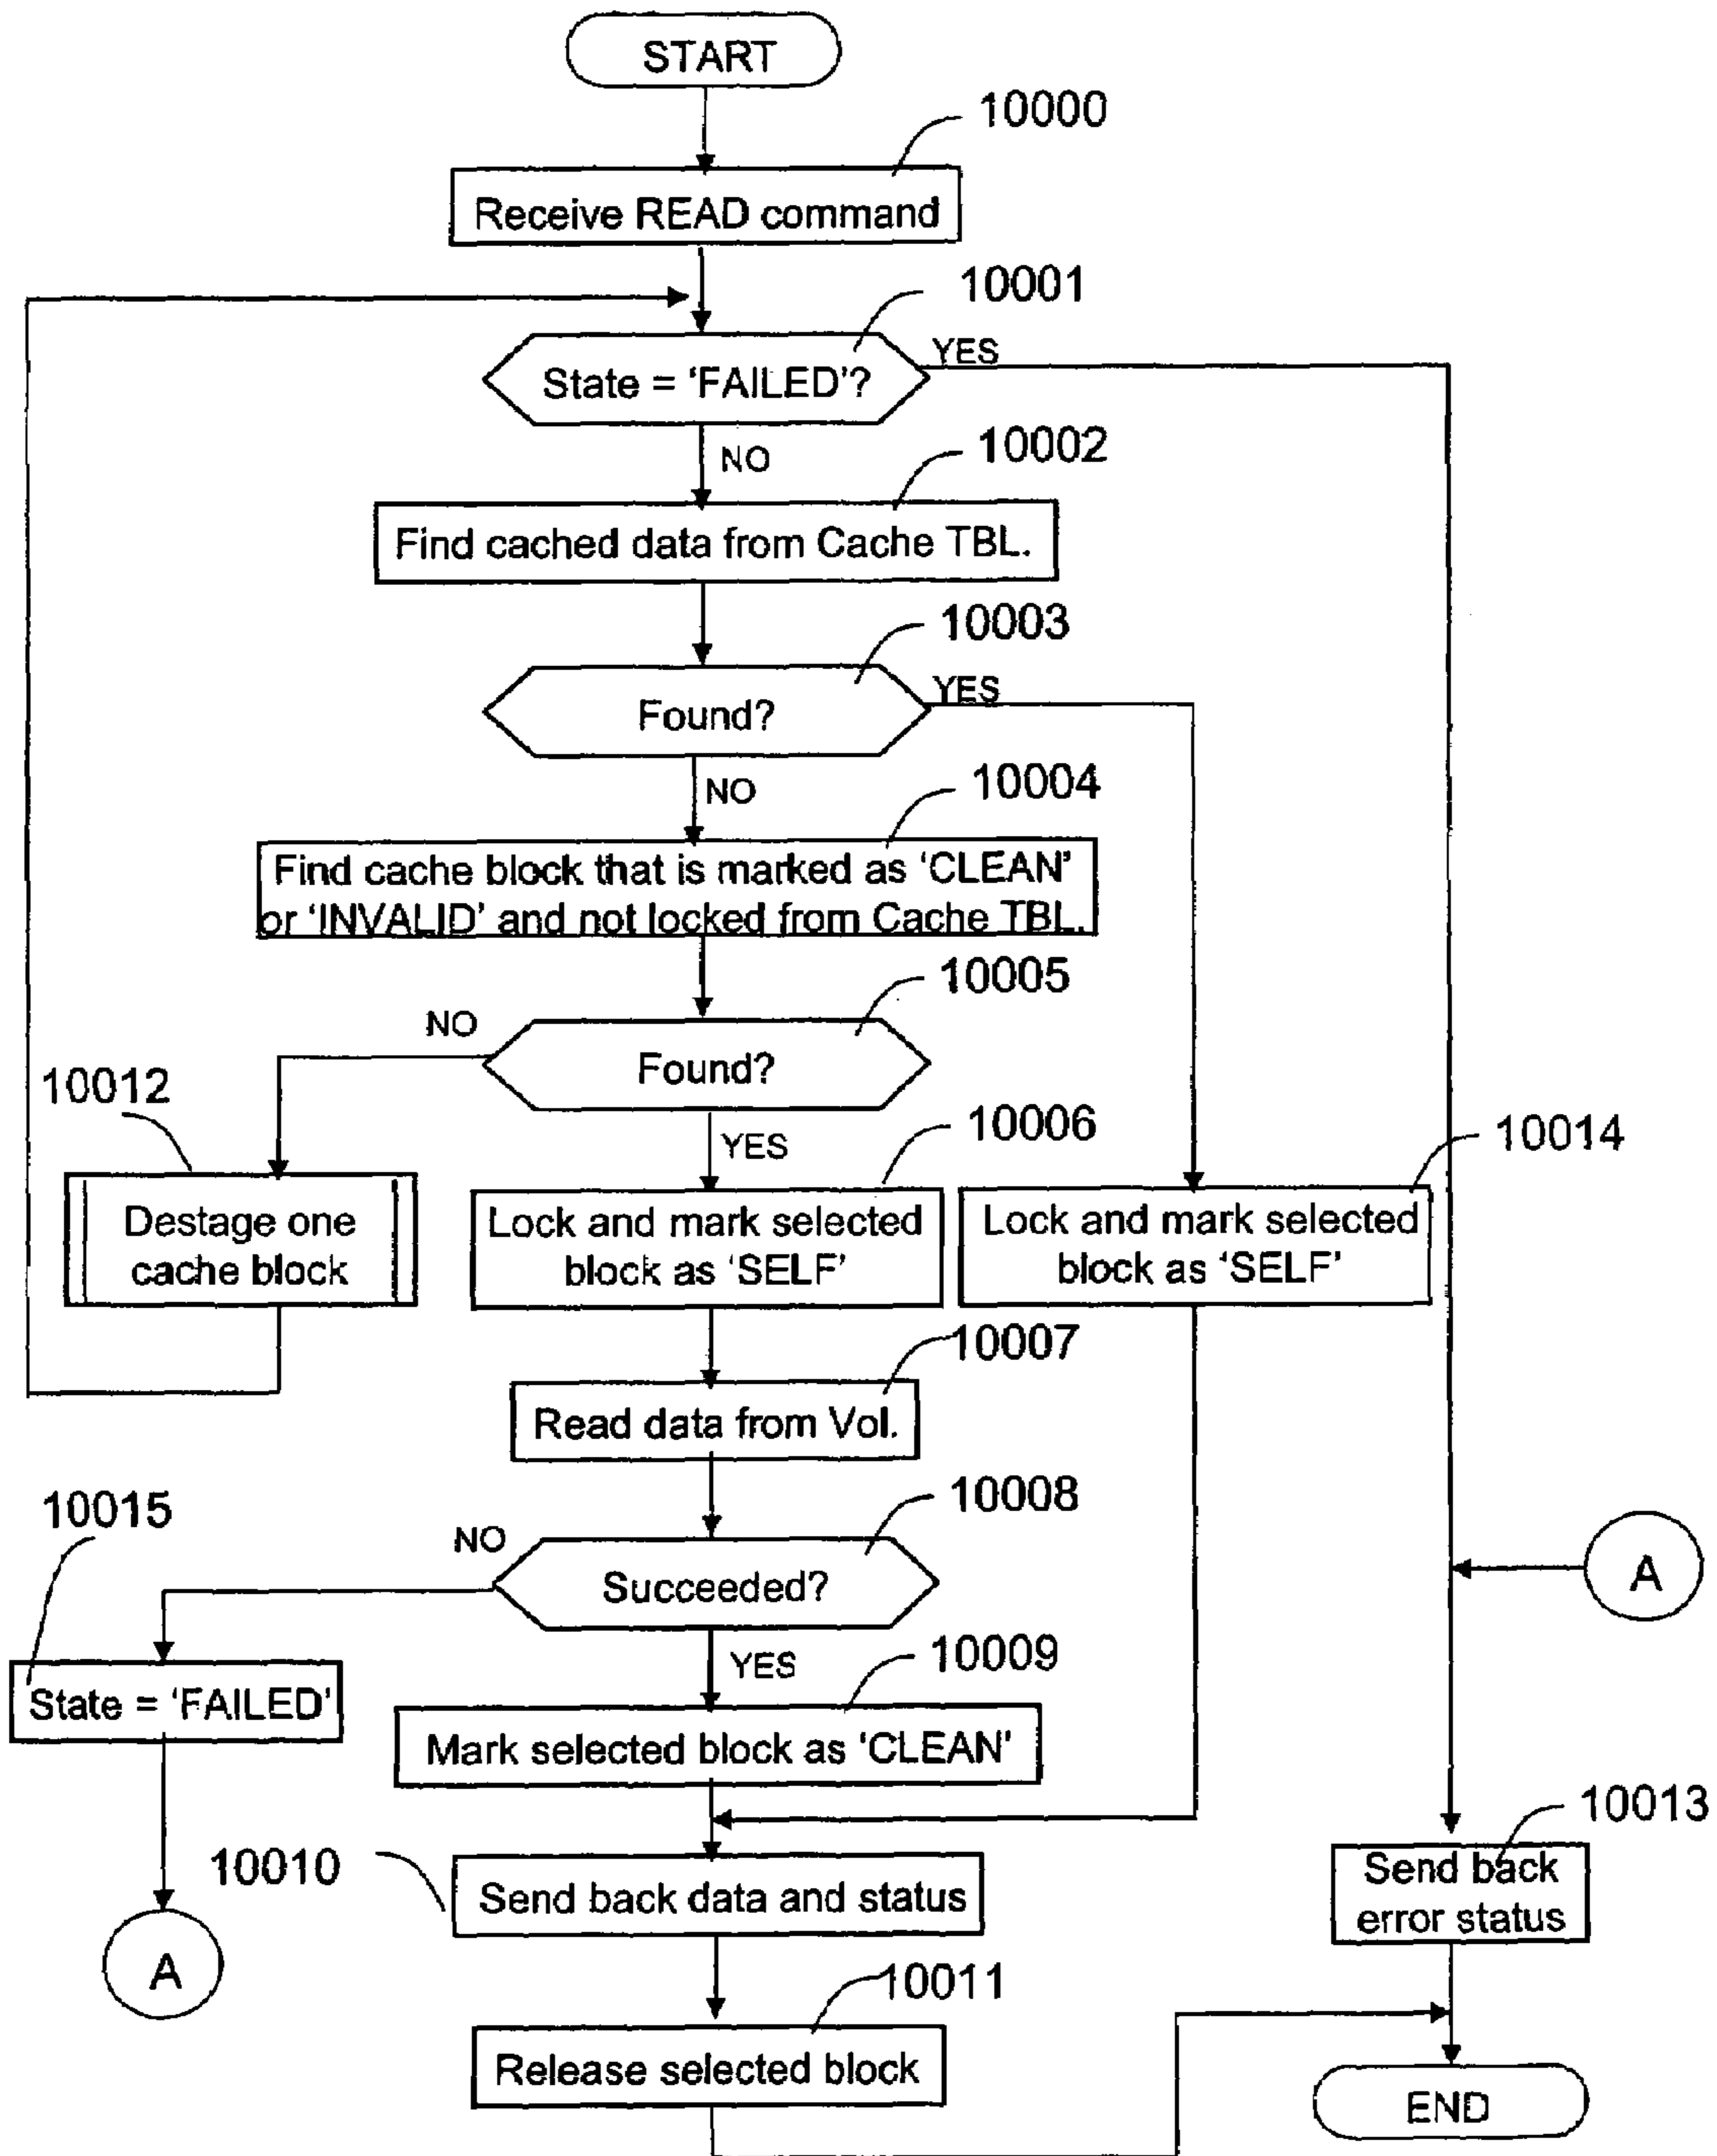 START
10000
Receive READ command
10001
State = ‘FAILED’?
YES
NO
10002
Find cached data from Cache TBL.
10003
Found?
YES
NO
10004
Find cache block that is marked as ‘CLEAN’
or ‘INVALID’ and not locked from Cache TBL.
10005
NO
Found?
10012
YES
10006
10014
Destage one
cache block
Lock and mark selected
block as ‘SELF’
Lock and mark selected
block as ‘SELF’
10007
Read data from Vol.
10008
10015
NO
Succeeded?
A
YES
10009
State = ‘FAILED’
Mark selected block as ‘CLEAN’
10013
10010
Send back data and status
Send back
error status
A
10011
Release selected block
END